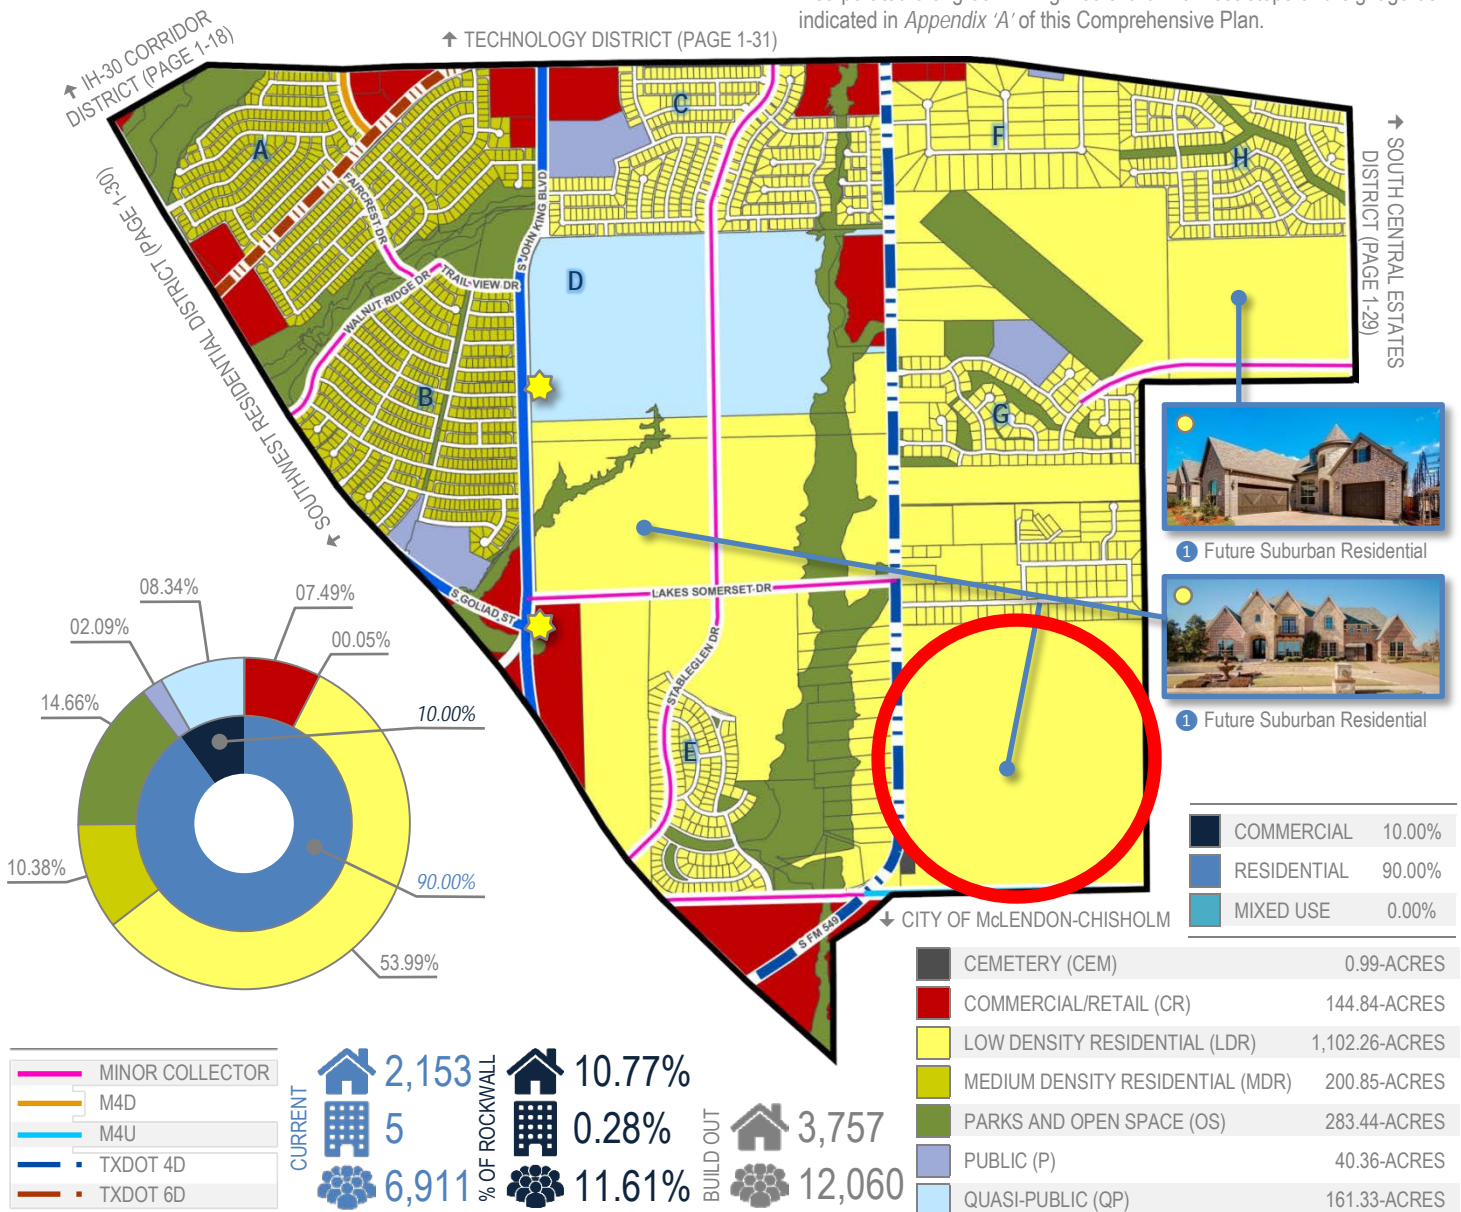 indicated in Appendix 'A' of this Comprehensive Plan.
↑ IH-30 CORRIDOR
DISTRICT (PAGE 1-18)
↑ TECHNOLOGY DISTRICT (PAGE 1-31)
↑ SOUTH CENTRAL ESTATES
DISTRICT (PAGE 1-29)
SOUTHWEST RESIDENTIAL DISTRICT (PAGE 1-30)
A
B
C
D
E
F
G
H
FAIRCREST DR
WALNUT RIDGE DR
TRAIL VIEW DR
S JOHN KING BLVD
S GOLIAD ST
LAKES SOMERSET DR
STABLEGLEN DR
S FM 549
1 Future Suburban Residential
1 Future Suburban Residential
↓ CITY OF McLENDON-CHISHOLM
08.34%
07.49%
02.09%
00.05%
14.66%
10.00%
10.38%
90.00%
53.99%
COMMERCIAL 10.00%
RESIDENTIAL 90.00%
MIXED USE 0.00%
CEMETERY (CEM) 0.99-ACRES
COMMERCIAL/RETAIL (CR) 144.84-ACRES
LOW DENSITY RESIDENTIAL (LDR) 1,102.26-ACRES
MEDIUM DENSITY RESIDENTIAL (MDR) 200.85-ACRES
PARKS AND OPEN SPACE (OS) 283.44-ACRES
PUBLIC (P) 40.36-ACRES
QUASI-PUBLIC (QP) 161.33-ACRES
MINOR COLLECTOR
M4D
M4U
TXDOT 4D
TXDOT 6D
CURRENT
2,153
5
6,911
% OF ROCKWALL
10.77%
0.28%
11.61%
BUILD OUT
3,757
12,060